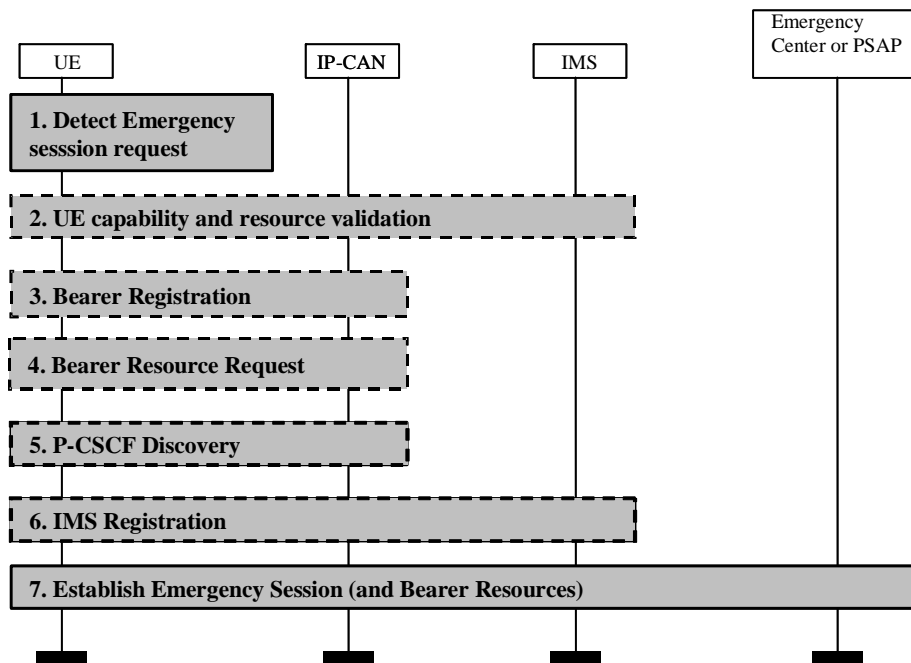 UE
IP-CAN
IMS
Emergency
Center or PSAP
1. Detect Emergency
sesssion request
2. UE capability and resource validation
3. Bearer Registration
4. Bearer Resource Request
5. P-CSCF Discovery
6. IMS Registration
7. Establish Emergency Session (and Bearer Resources)